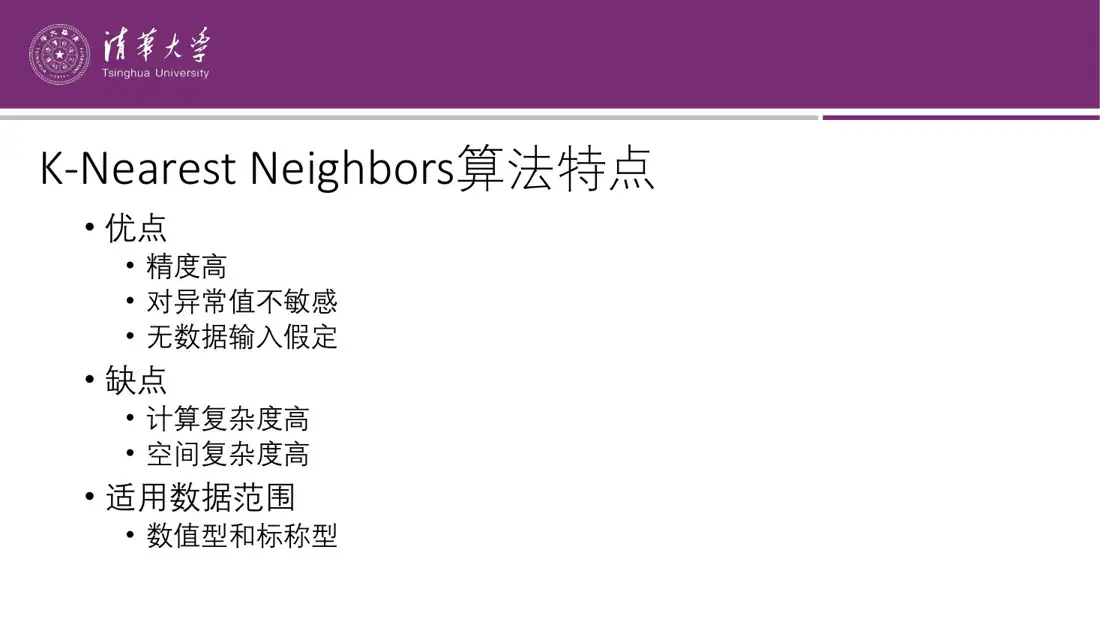 清华大学
Tsinghua University
K-Nearest Neighbors算法特点
• 优点
• 精度高
• 对异常值不敏感
• 无数据输入假定
• 缺点
• 计算复杂度高
• 空间复杂度高
• 适用数据范围
• 数值型和标称型